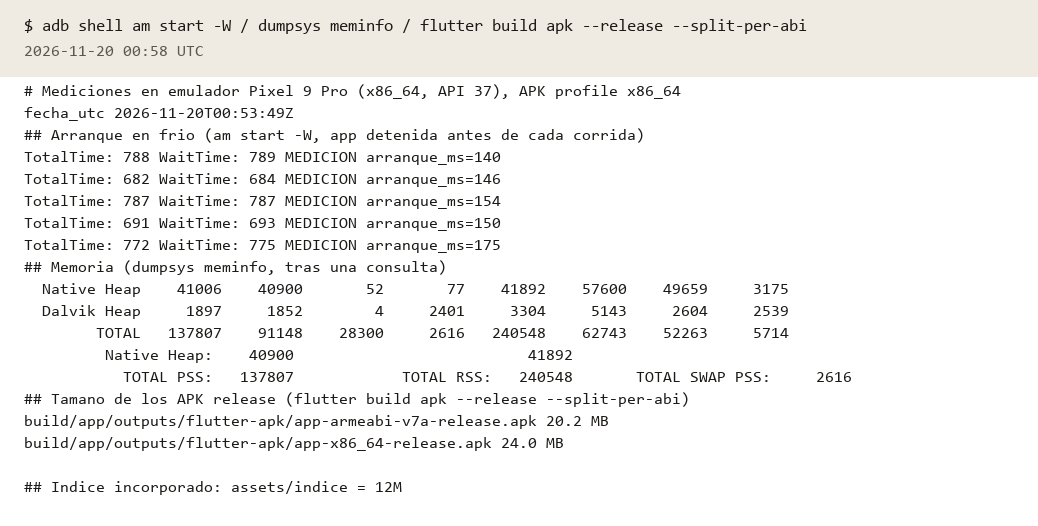 $ adb shell am start -W / dumpsys meminfo / flutter build apk --release --split-per-abi
2026-11-20 00:58 UTC
# Mediciones en emulador Pixel 9 Pro (x86_64, API 37), APK profile x86_64
fecha_utc 2026-11-20T00:53:49Z
## Arranque en frio (am start -W, app detenida antes de cada corrida)
TotalTime: 788 WaitTime: 789 MEDICION arranque_ms=140
TotalTime: 682 WaitTime: 684 MEDICION arranque_ms=146
TotalTime: 787 WaitTime: 787 MEDICION arranque_ms=154
TotalTime: 691 WaitTime: 693 MEDICION arranque_ms=150
TotalTime: 772 WaitTime: 775 MEDICION arranque_ms=175
## Memoria (dumpsys meminfo, tras una consulta)
Native Heap 41006 40900 52 77 41892 57600 49659 3175
Dalvik Heap 1897 1852 4 2401 3304 5143 2604 2539
TOTAL 137807 91148 28300 2616 240548 62743 52263 5714
Native Heap: 40900 41892
TOTAL PSS: 137807 TOTAL RSS: 240548 TOTAL SWAP PSS: 2616
## Tamano de los APK release (flutter build apk --release --split-per-abi)
build/app/outputs/flutter-apk/app-armeabi-v7a-release.apk 20.2 MB
build/app/outputs/flutter-apk/app-x86_64-release.apk 24.0 MB
## Indice incorporado: assets/indice = 12M